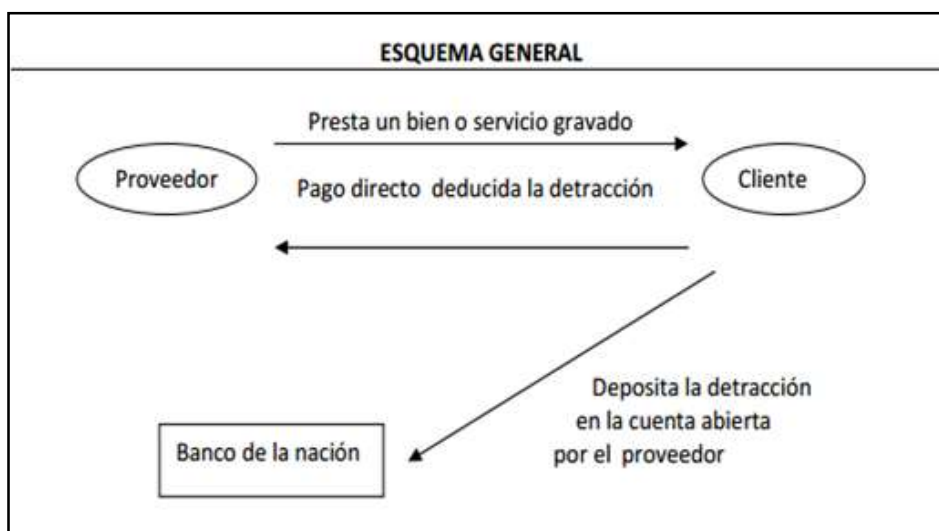 ESQUEMA GENERAL
Presta un bien o servicio gravado
Proveedor
Cliente
Pago directo deducida la detracción
Deposita la detracción
en la cuenta abierta
por el proveedor
Banco de la nación